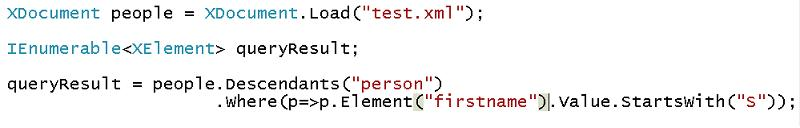 XDocument people = XDocument.Load("test.xml");
IEnumerable<XElement> queryResult;
queryResult = people.Descendants("person")
.Where(p=>p.Element("firstname").Value.StartsWith("S"));